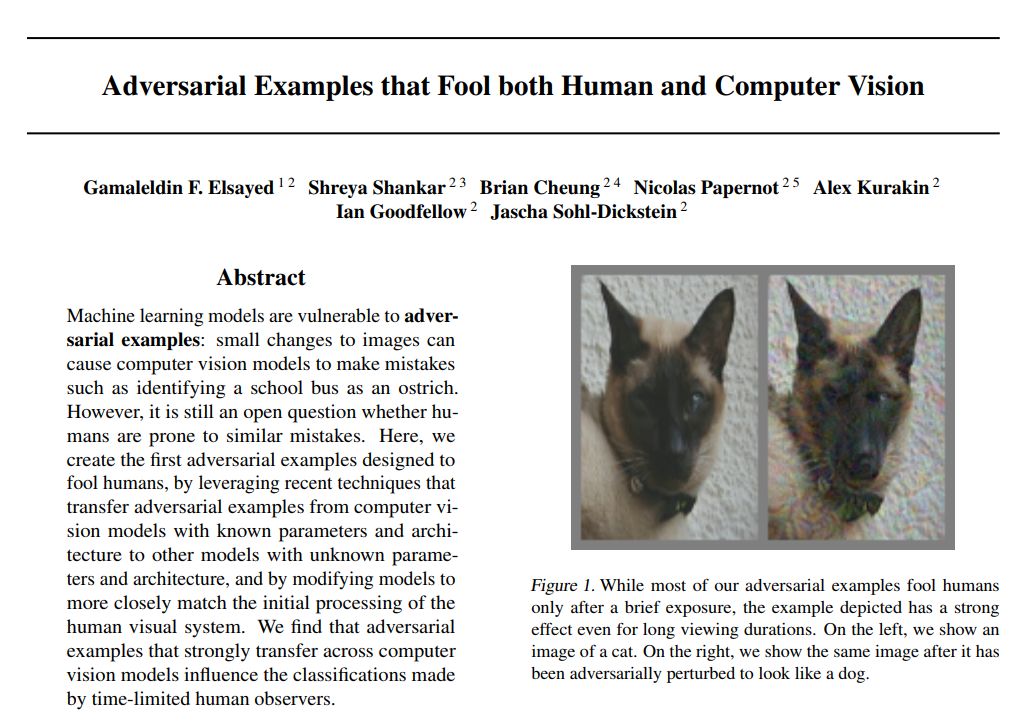 Adversarial Examples that Fool both Human and Computer Vision
Gamaleldin F. Elsayed 1 2 Shreya Shankar 2 3 Brian Cheung 2 4 Nicolas Papernot 2 5 Alex Kurakin 2
Ian Goodfellow 2 Jascha Sohl-Dickstein 2
Abstract
Machine learning models are vulnerable to adver-
sarial examples: small changes to images can
cause computer vision models to make mistakes
such as identifying a school bus as an ostrich.
However, it is still an open question whether hu-
mans are prone to similar mistakes. Here, we
create the first adversarial examples designed to
fool humans, by leveraging recent techniques that
transfer adversarial examples from computer vi-
sion models with known parameters and archi-
tecture to other models with unknown parame-
ters and architecture, and by modifying models to
more closely match the initial processing of the
human visual system. We find that adversarial
examples that strongly transfer across computer
vision models influence the classifications made
by time-limited human observers.
Figure 1. While most of our adversarial examples fool humans
only after a brief exposure, the example depicted has a strong
effect even for long viewing durations. On the left, we show an
image of a cat. On the right, we show the same image after it has
been adversarially perturbed to look like a dog.